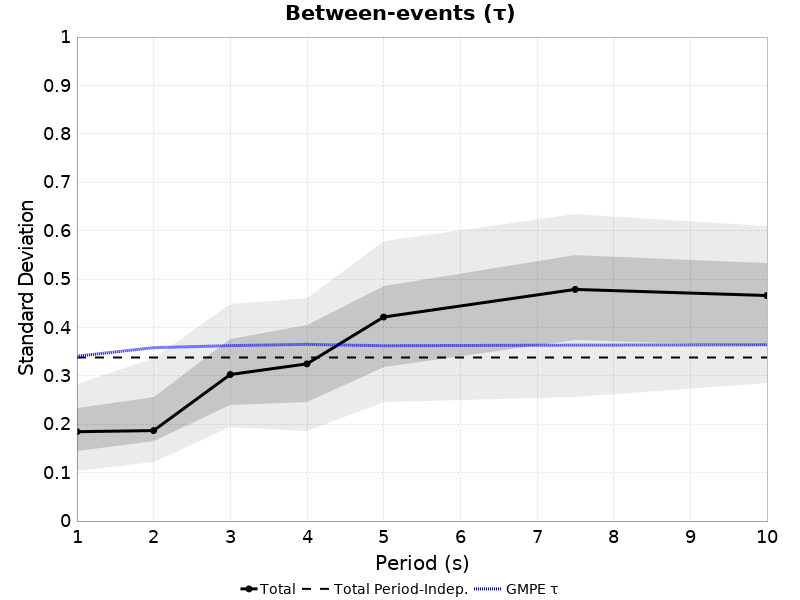 Between-events (τ)
1
0.9
0.8
0.7
0.6
0.5
0.4
0.3
0.2
0.1
0
Standard Deviation
1 2 3 4 5 6 7 8 9 10
Period (s)
Total Total Period-Indep. GMPE τ